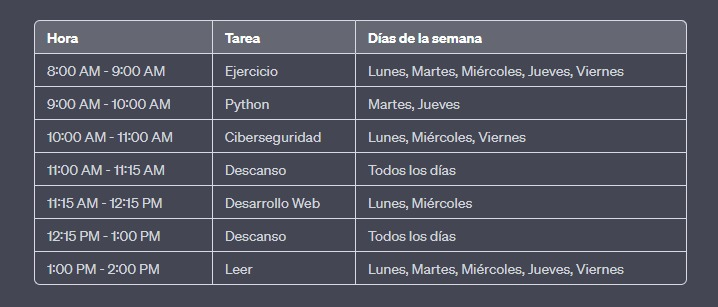 Hora Tarea Días de la semana
8:00 AM - 9:00 AM Ejercicio Lunes, Martes, Miércoles, Jueves, Viernes
9:00 AM - 10:00 AM Python Martes, Jueves
10:00 AM - 11:00 AM Ciberseguridad Lunes, Miércoles, Viernes
11:00 AM - 11:15 AM Descanso Todos los días
11:15 AM - 12:15 PM Desarrollo Web Lunes, Miércoles
12:15 PM - 1:00 PM Descanso Todos los días
1:00 PM - 2:00 PM Leer Lunes, Martes, Miércoles, Jueves, Viernes